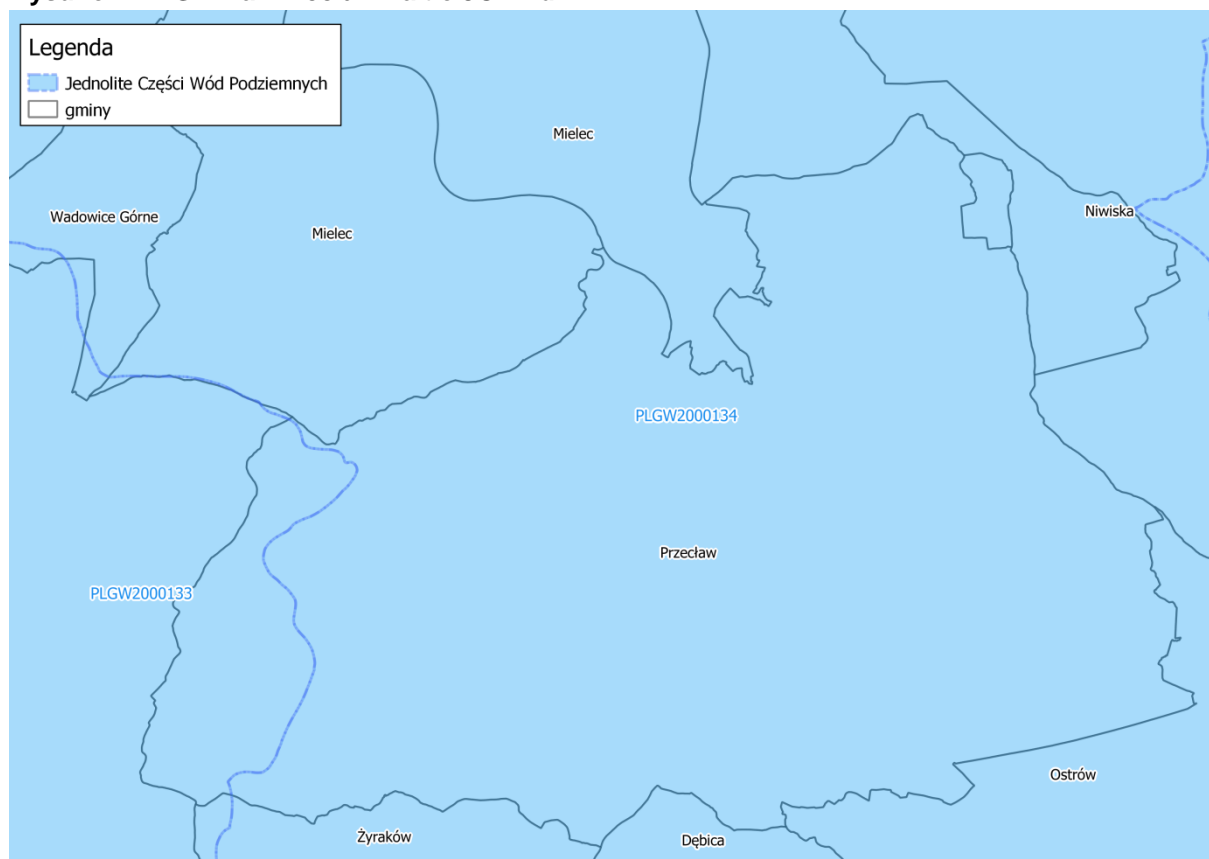 Legenda
Jednolite Części Wód Podziemnych
gminy
Mielec
Wadowice Górne
Mielec
Niwiska
PLGW2000134
Przecław
PLGW2000133
Ostrów
Żyraków
Dębica